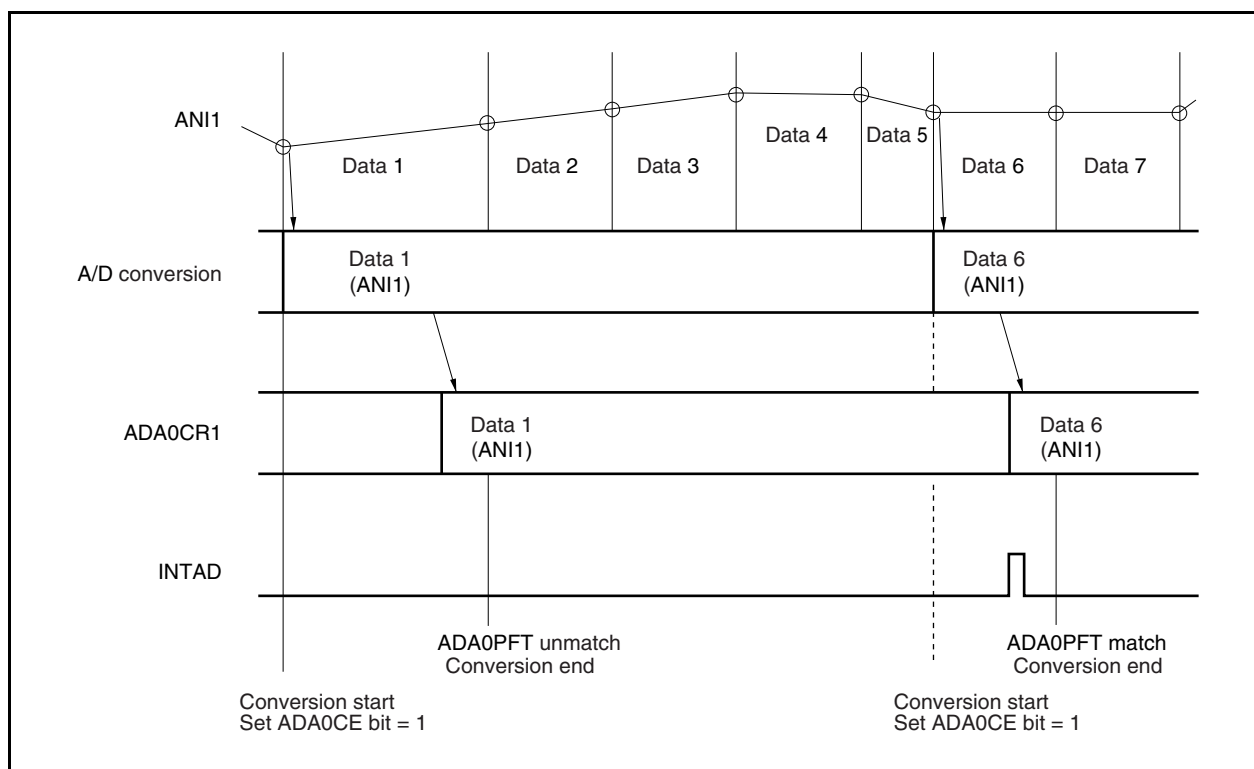 ANI1
Data 1
Data 2
Data 3
Data 4
Data 5
Data 6
Data 7
A/D conversion
Data 1
(ANI1)
Data 6
(ANI1)
ADA0CR1
Data 1
(ANI1)
Data 6
(ANI1)
INTAD
ADA0PFT unmatch
Conversion end
ADA0PFT match
Conversion end
Conversion start
Set ADA0CE bit = 1
Conversion start
Set ADA0CE bit = 1